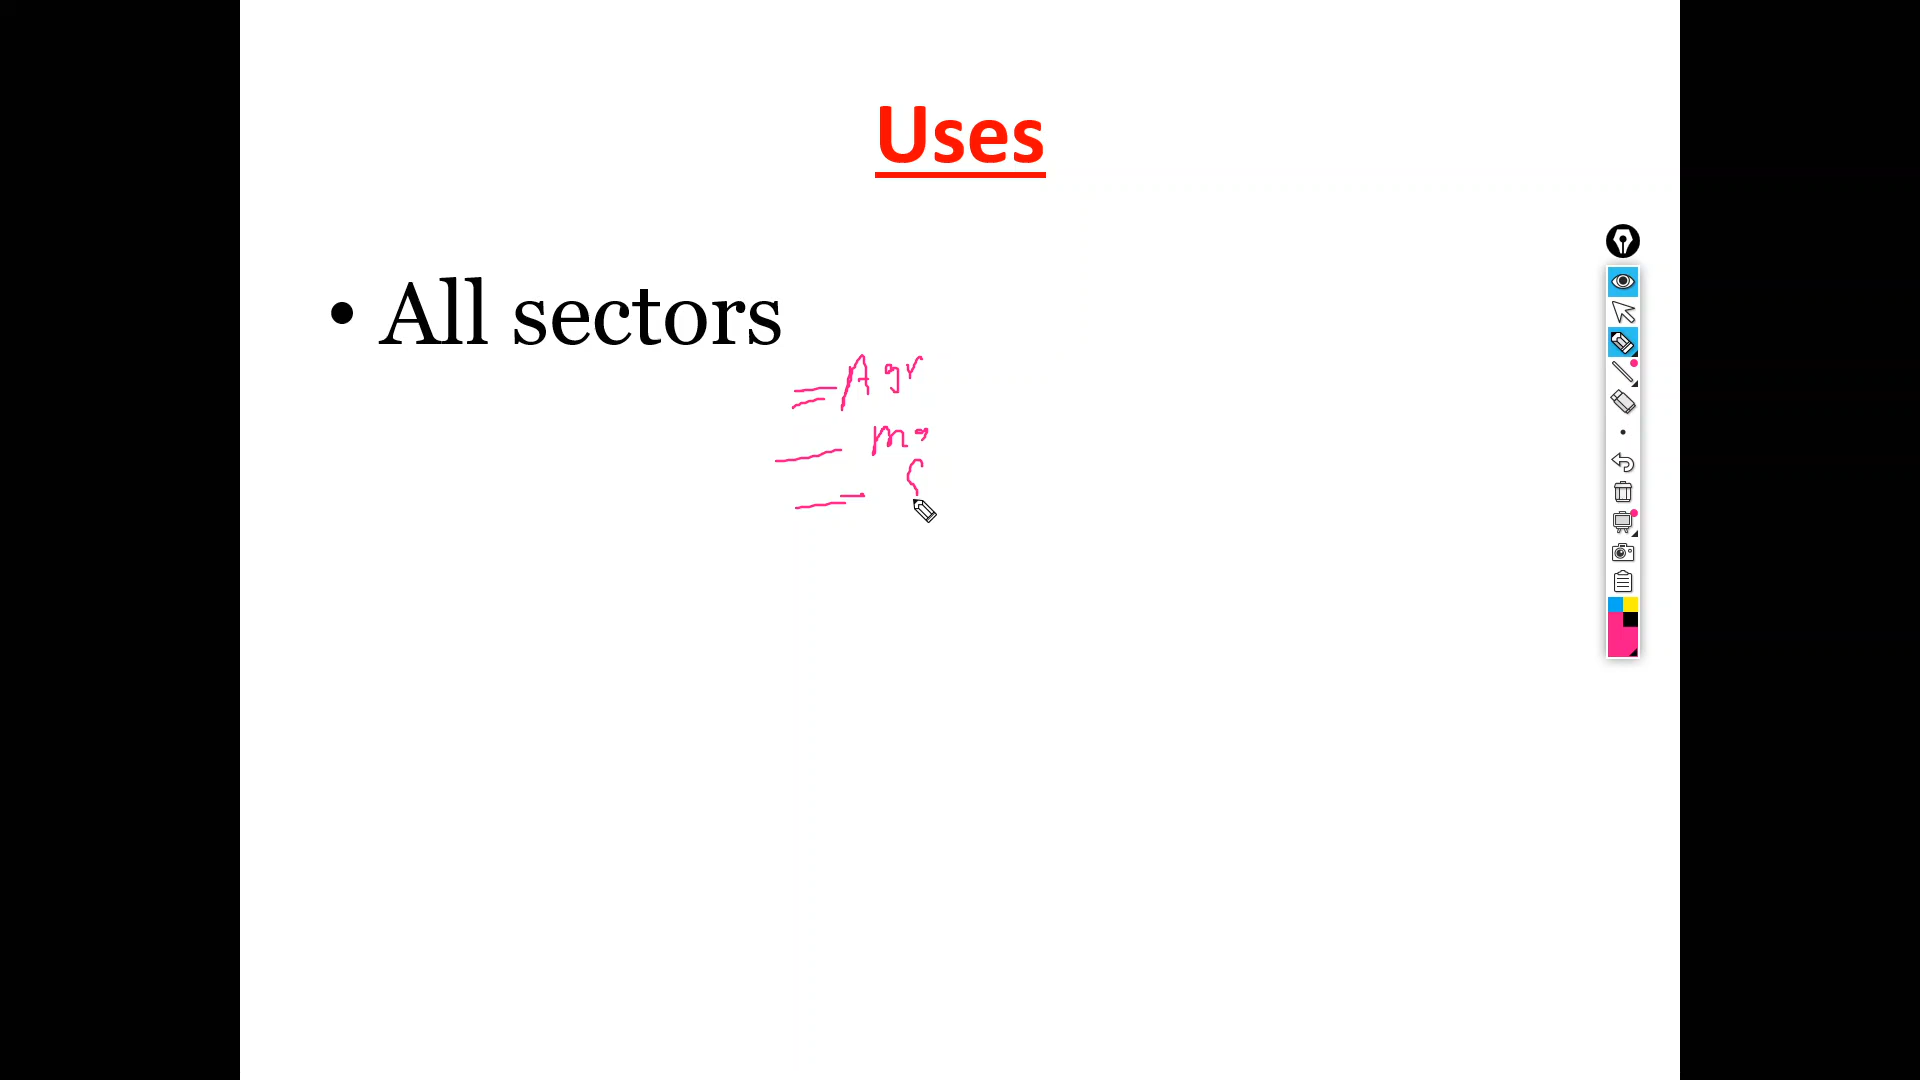 Uses
• All sectors
Agr